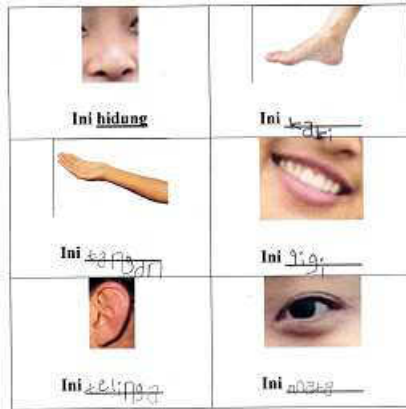 Ini hidung
Ini kaki
Ini tangan
Ini gigi
Ini telinga
Ini mata